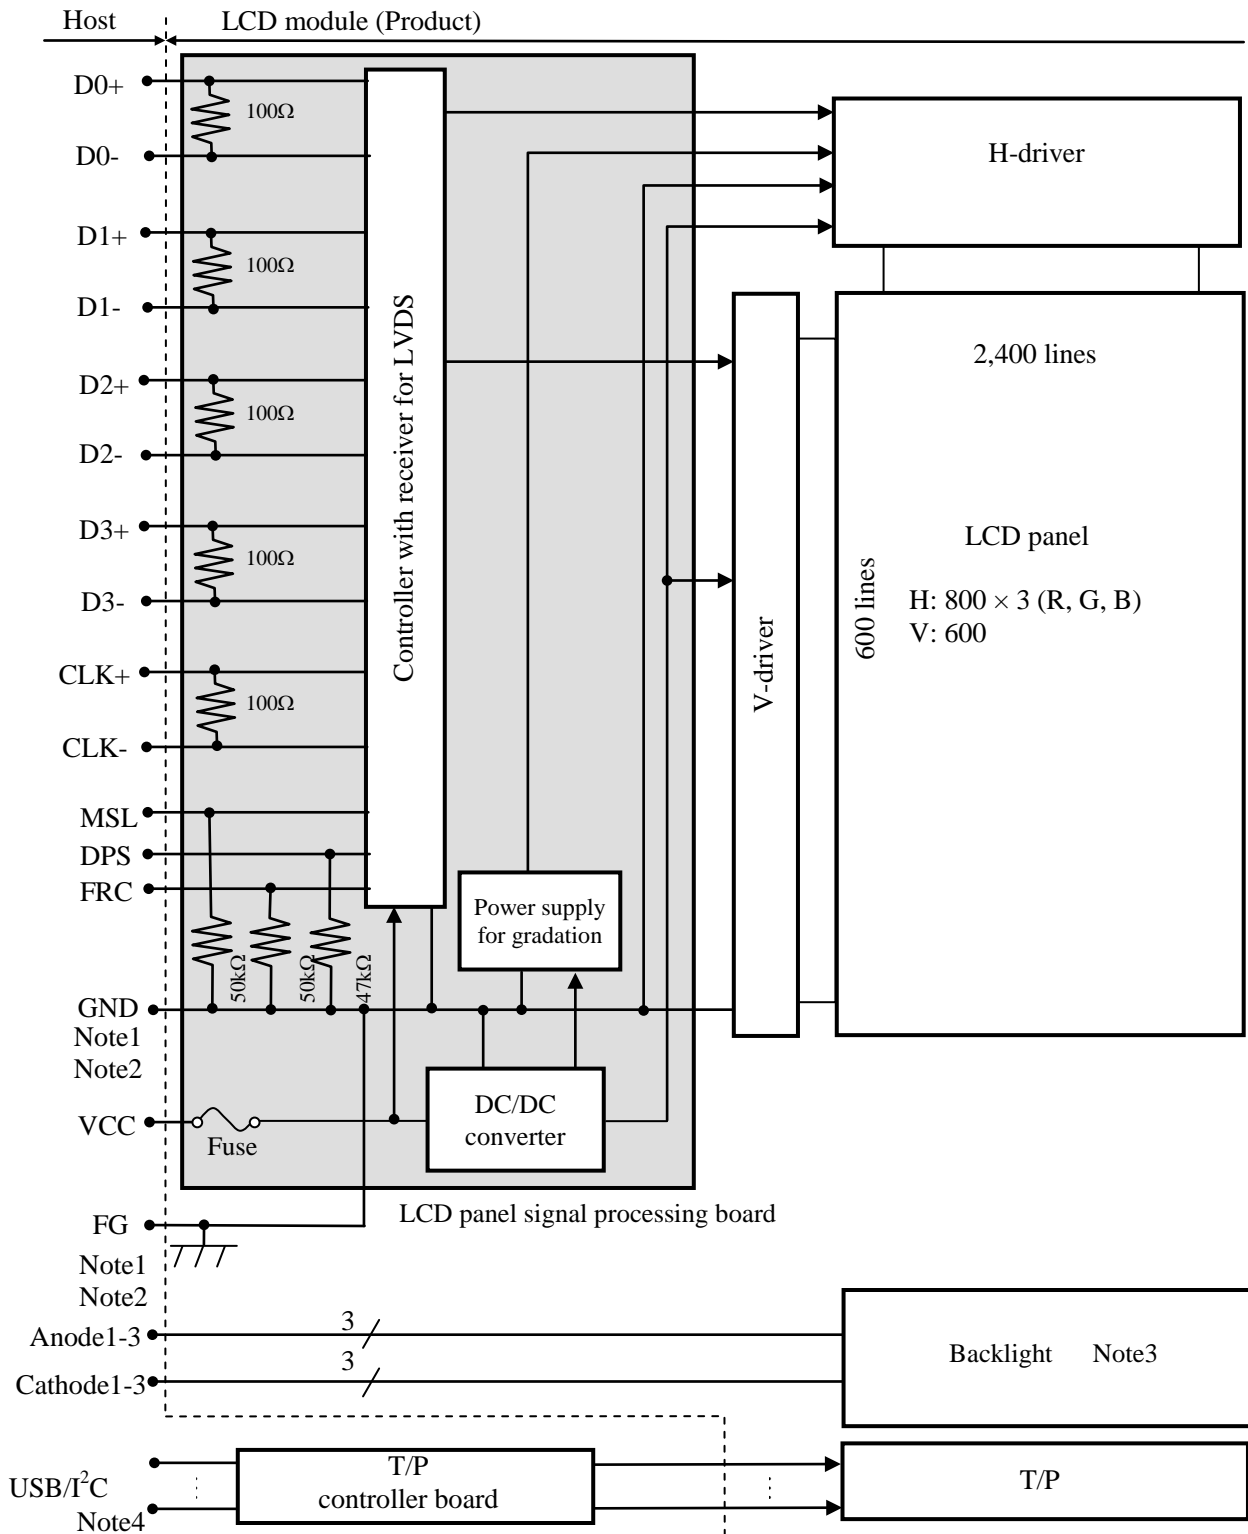 Host
LCD module (Product)
D0+
100Ω
D0-
H-driver
D1+
100Ω
D1-
D2+
100Ω
D2-
D3+
100Ω
D3-
CLK+
100Ω
CLK-
MSL
DPS
FRC
50kΩ
50kΩ
47kΩ
Controller with receiver for LVDS
Power supply
for gradation
V-driver
2,400 lines
600 lines
LCD panel
H: 800 × 3 (R, G, B)
V: 600
GND
Note1
Note2
VCC
Fuse
DC/DC
converter
LCD panel signal processing board
FG
Note1
Note2
Anode1-3
3
Cathode1-3
3
Backlight Note3
USB/I²C
Note4
T/P
controller board
T/P